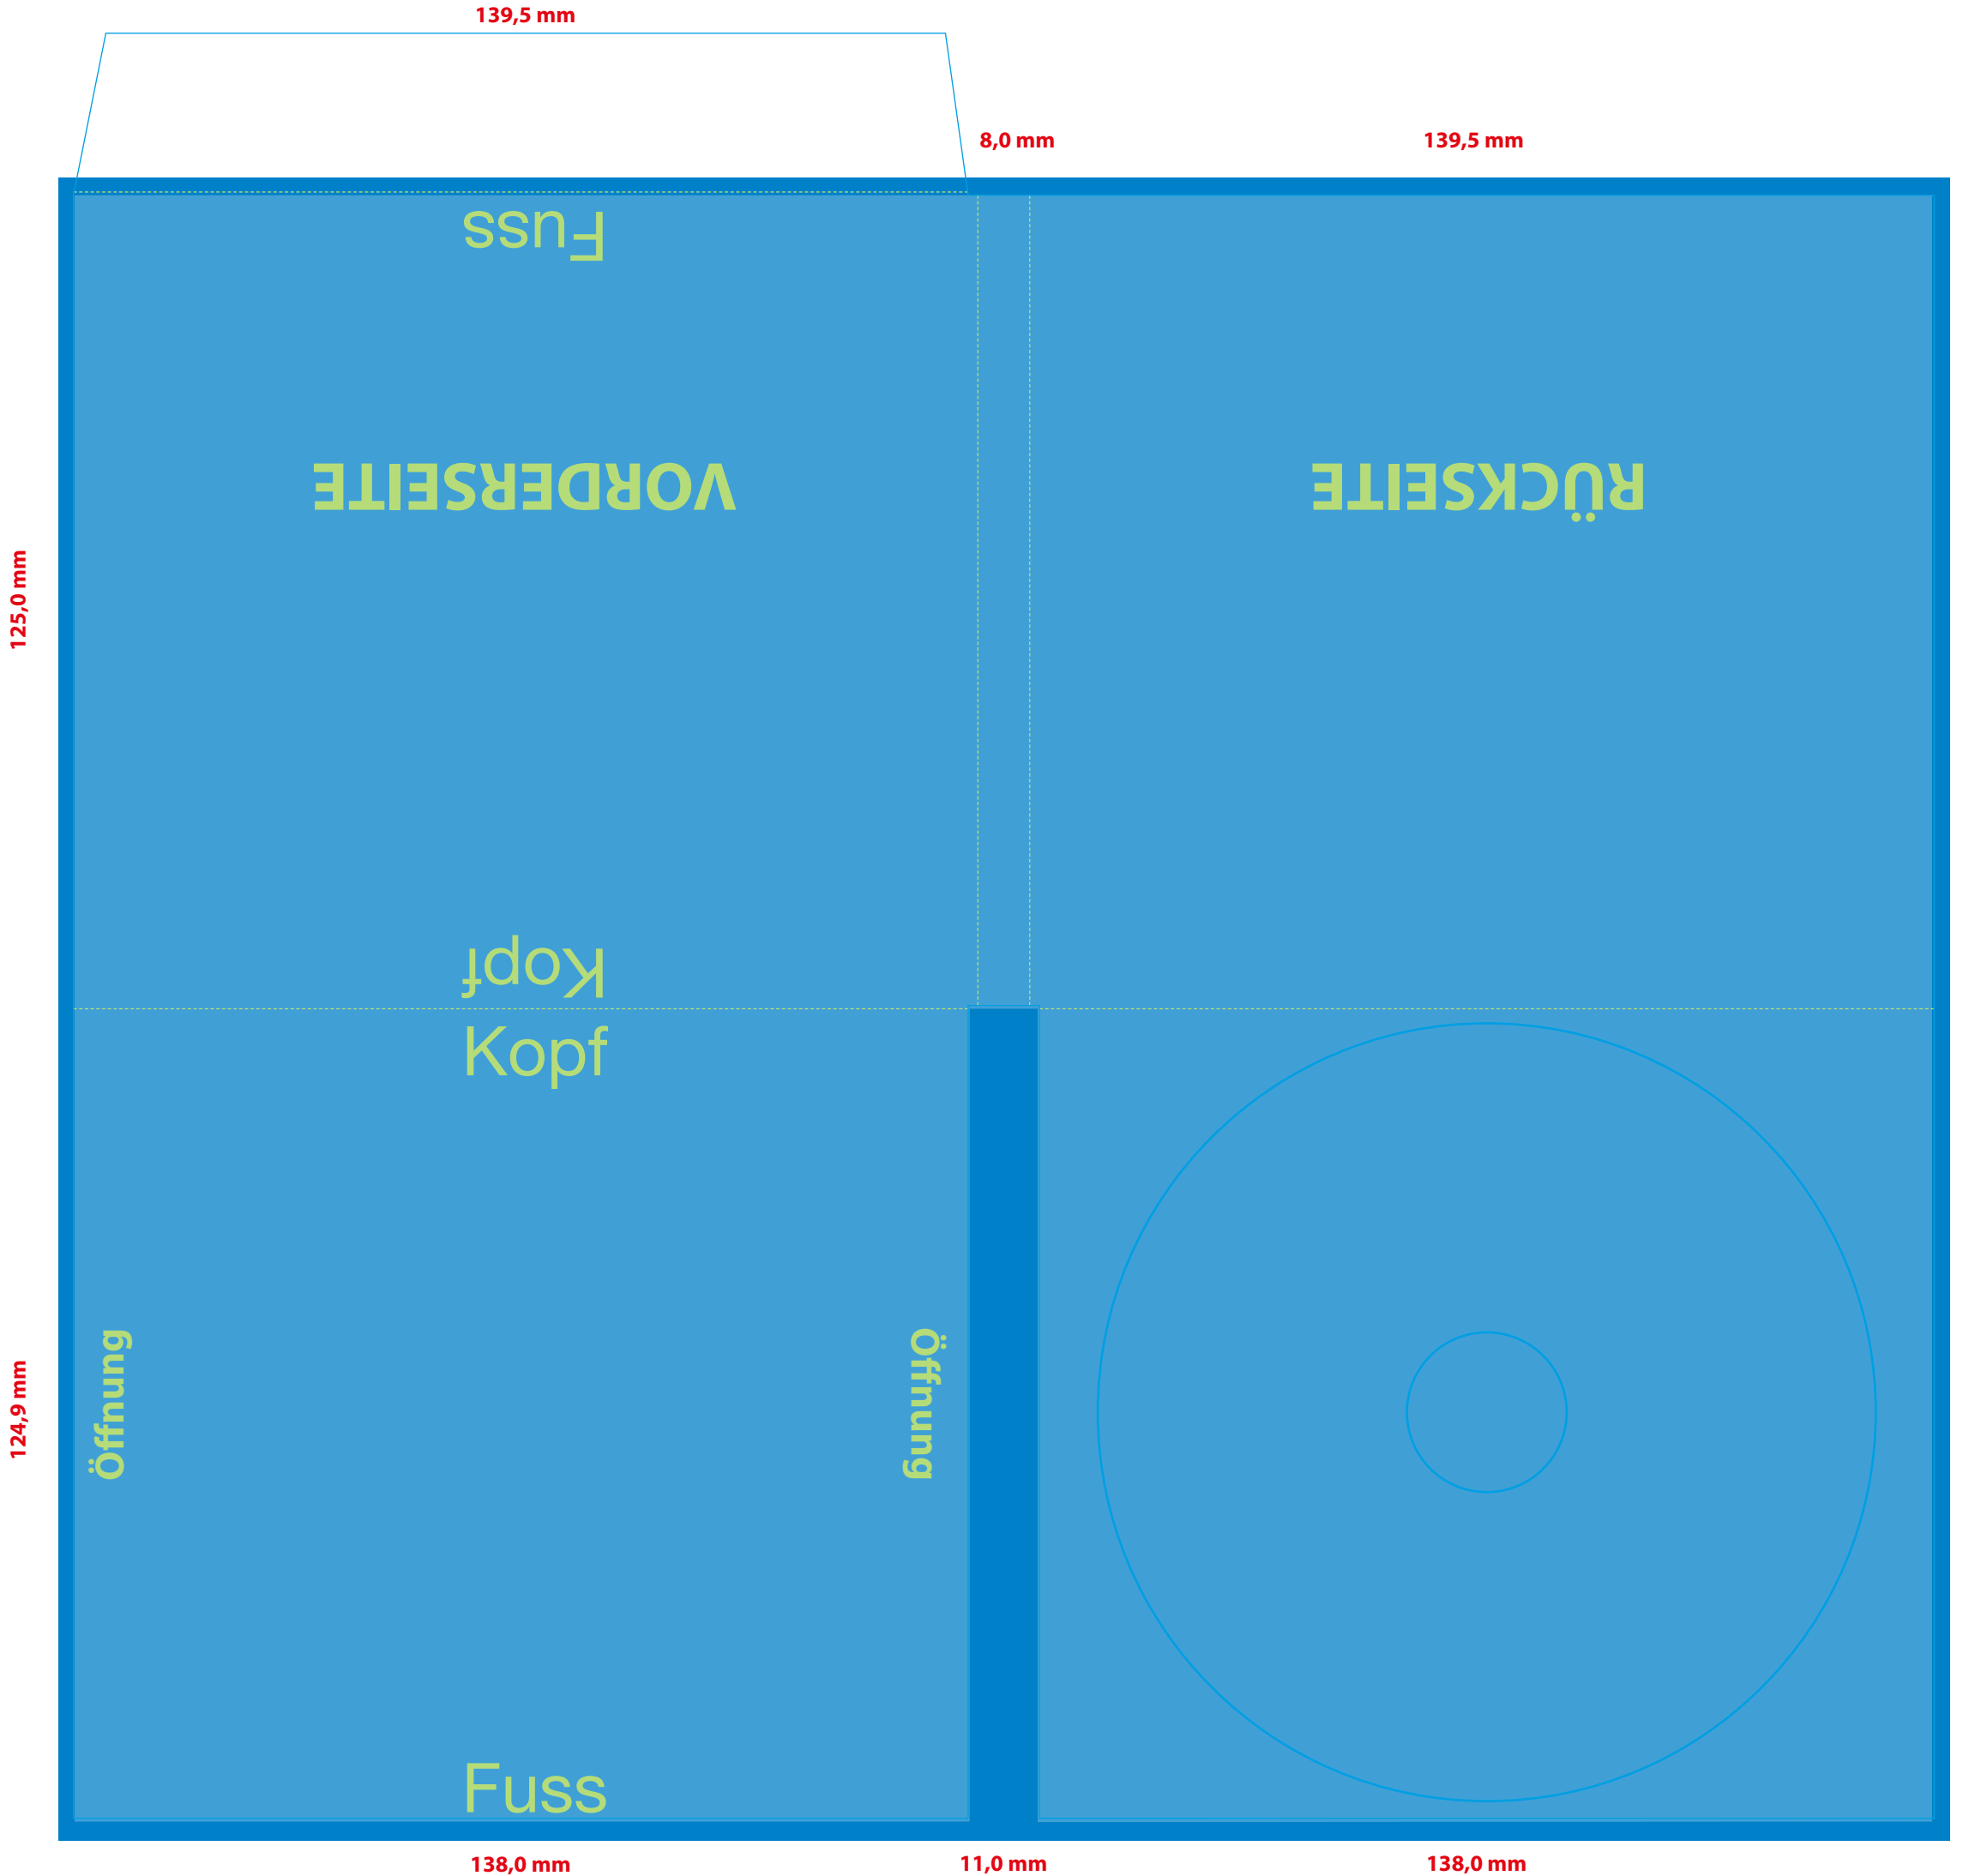 139,5 mm
8,0 mm
139,5 mm
Fuss
VORDERSEITE
RÜCKSEITE
125,0 mm
Kopf
Kopf
Öffnung
Öffnung
124,9 mm
Fuss
138,0 mm
11,0 mm
138,0 mm